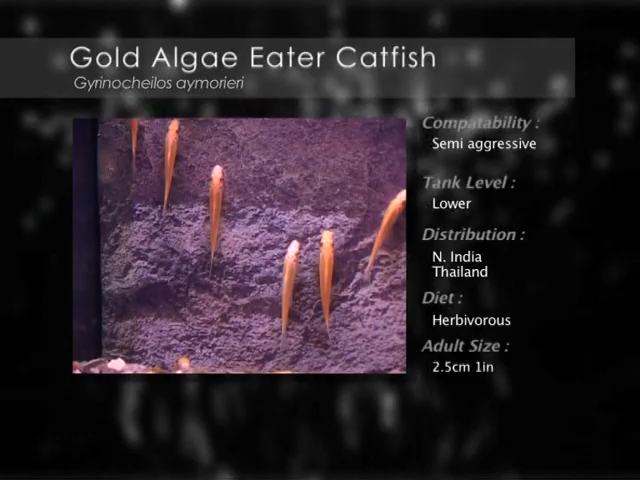 Gold Algae Eater Catfish
Gyrinocheilos aymorieri
Compatability :
Semi aggressive
Tank Level :
Lower
Distribution :
N. India
Thailand
Diet :
Herbivorous
Adult Size :
2.5cm 1in